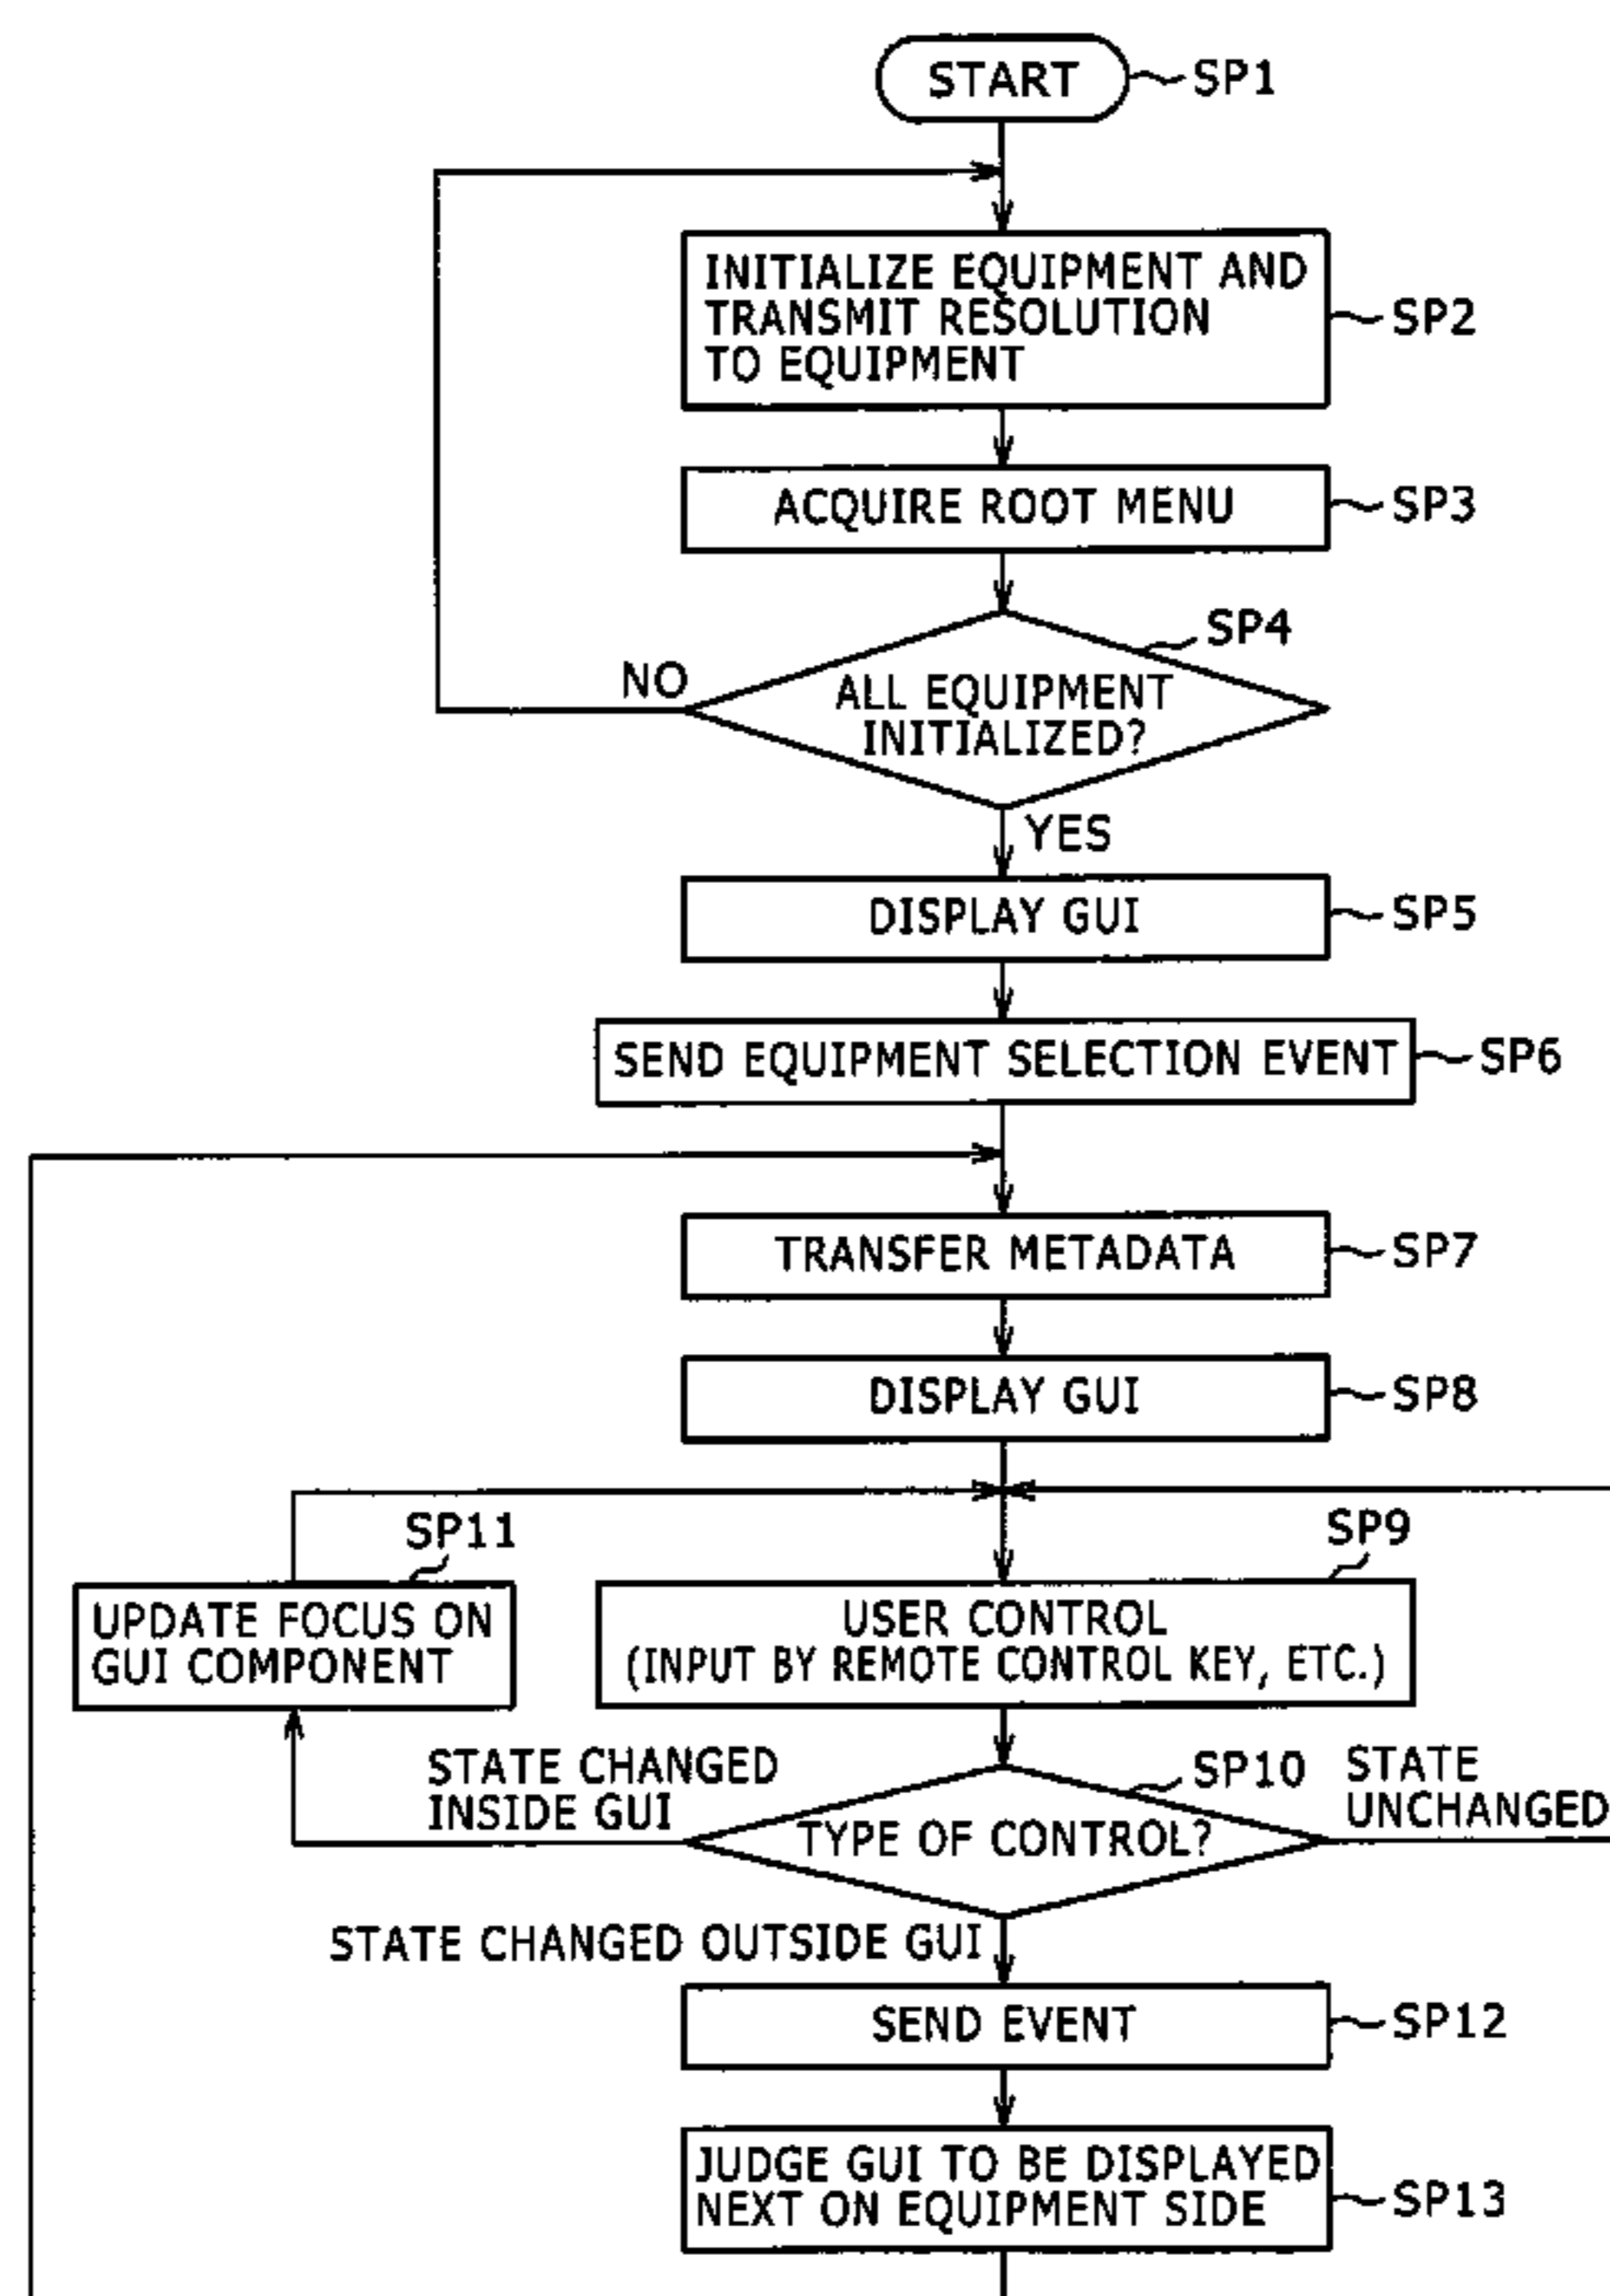 START
SP1
INITIALIZE EQUIPMENT AND
TRANSMIT RESOLUTION
TO EQUIPMENT
SP2
ACQUIRE ROOT MENU
SP3
SP4
NO
ALL EQUIPMENT
INITIALIZED?
YES
DISPLAY GUI
SP5
SEND EQUIPMENT SELECTION EVENT
SP6
TRANSFER METADATA
SP7
DISPLAY GUI
SP8
SP11
SP9
UPDATE FOCUS ON
GUI COMPONENT
USER CONTROL
(INPUT BY REMOTE CONTROL KEY, ETC.)
STATE CHANGED
INSIDE GUI
SP10
STATE
UNCHANGED
TYPE OF CONTROL?
STATE CHANGED OUTSIDE GUI
SEND EVENT
SP12
JUDGE GUI TO BE DISPLAYED
NEXT ON EQUIPMENT SIDE
SP13